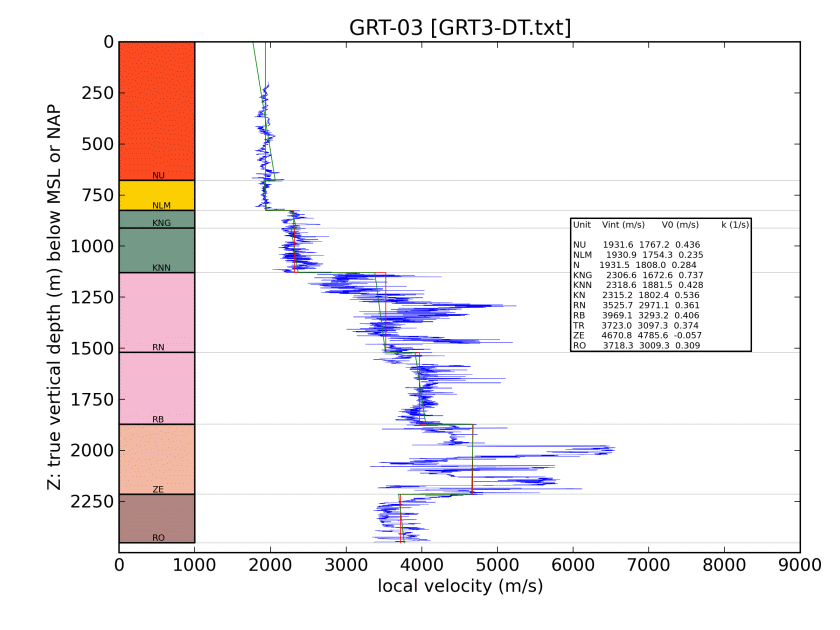 GRT-03 [GRT3-DT.txt]
Z: true vertical depth (m) below MSL or NAP
0
250
500
750
1000
1250
1500
1750
2000
2250
NU
NLM
KNG
KNN
RN
RB
ZE
RO
Unit Vint (m/s) V0 (m/s) k (1/s)
NU 1931.6 1767.2 0.436
NLM 1930.9 1754.3 0.235
N 1931.5 1808.0 0.284
KNG 2306.6 1672.6 0.737
KNN 2318.6 1881.5 0.428
KN 2315.2 1802.4 0.536
RN 3525.7 2971.1 0.361
RB 3969.1 3293.2 0.406
TR 3723.0 3097.3 0.374
ZE 4670.8 4785.6 -0.057
RO 3718.3 3009.3 0.309
0 1000 2000 3000 4000 5000 6000 7000 8000 9000
local velocity (m/s)